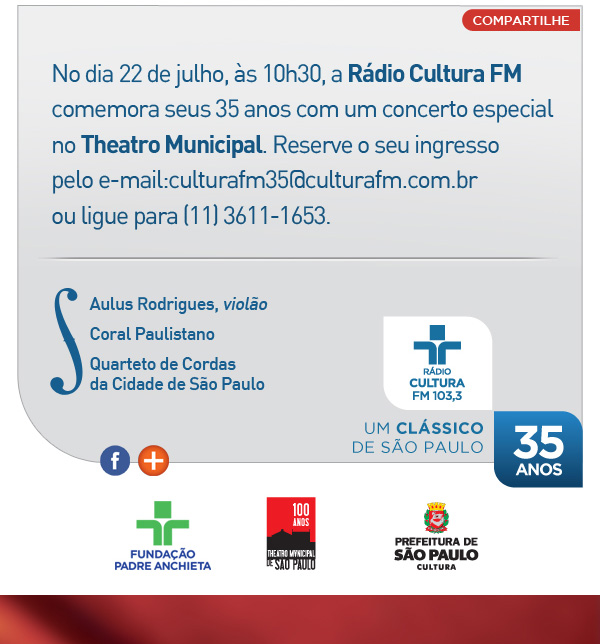 COMPARTILHE
No dia 22 de julho, às 10h30, a Rádio Cultura FM
comemora seus 35 anos com um concerto especial
no Theatro Municipal. Reserve o seu ingresso
pelo e-mail:culturafm35@culturafm.com.br
ou ligue para (11) 3611-1653.
Aulus Rodrigues, violão
Coral Paulistano
Quarteto de Cordas
da Cidade de São Paulo
RÁDIO
CULTURA
FM 103,3
UM CLÁSSICO
DE SÃO PAULO
35
ANOS
f
FUNDAÇÃO
PADRE ANCHIETA
100
ANOS
THEATRO MUNICIPAL
DE SÃO PAULO
PREFEITURA DE
SÃO PAULO
CULTURA